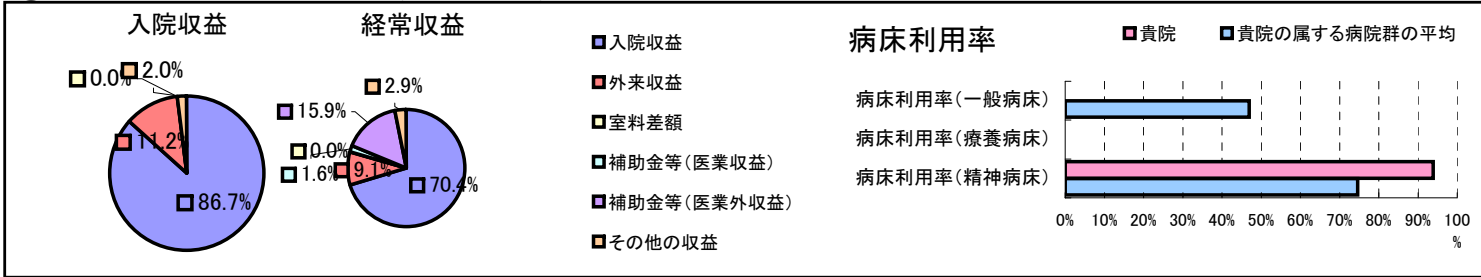 入院収益
0.0%
2.0%
11.2%
86.7%
経常収益
2.9%
15.9%
0.0%
1.6%
9.1%
70.4%
入院収益
外来収益
室料差額
補助金等(医業収益)
補助金等(医業外収益)
その他の収益
病床利用率
貴院 貴院の属する病院群の平均
病床利用率(一般病床)
病床利用率(療養病床)
病床利用率(精神病床)
0% 10% 20% 30% 40% 50% 60% 70% 80% 90% 100
%